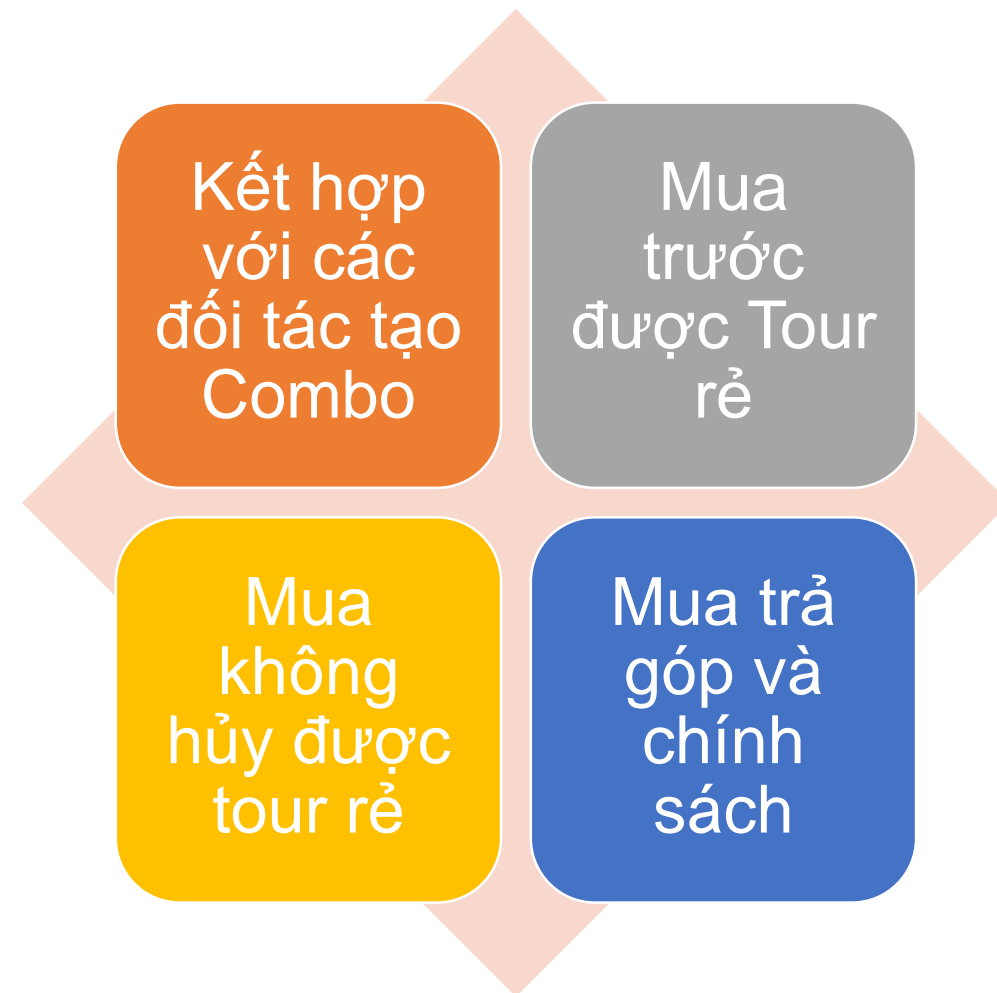 Kết hợp
với các
đối tác tạo
Combo
Mua
trước
được Tour
rẻ
Mua
không
hủy được
tour rẻ
Mua trả
góp và
chính
sách